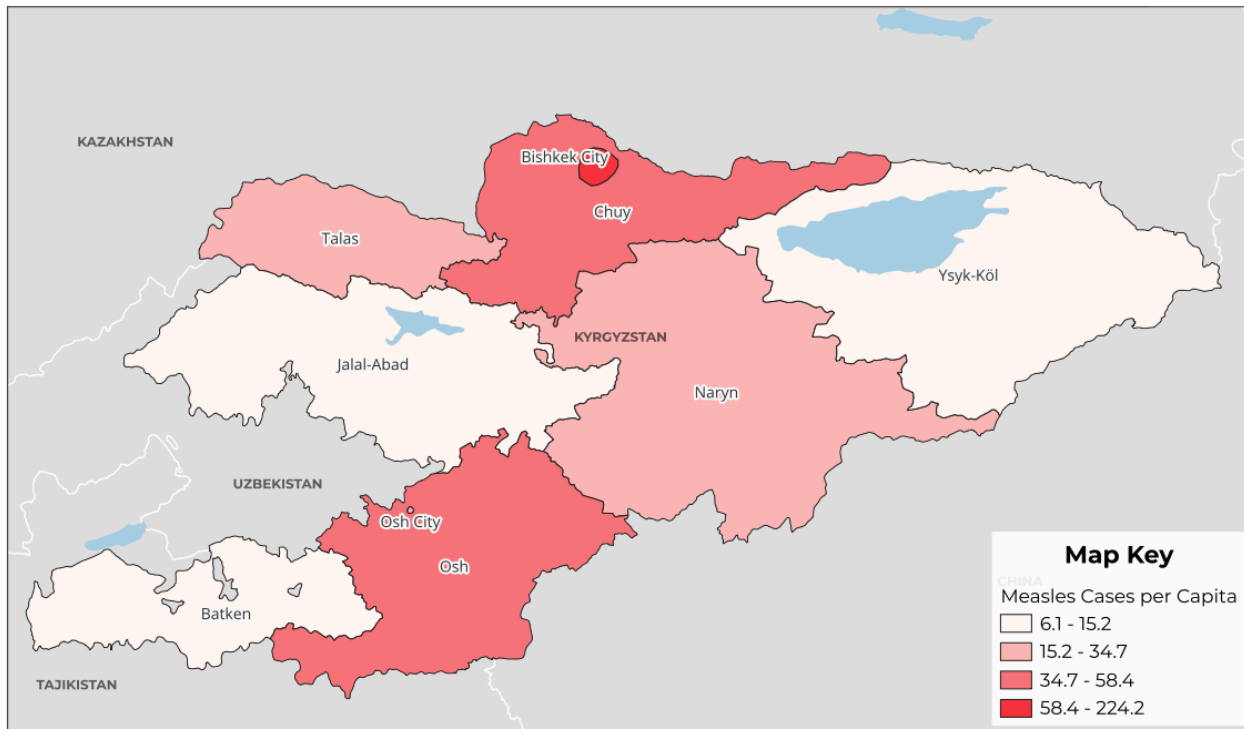 KAZAKHSTAN
Bishkek City
Chuy
Talas
Ysyk-Köl
KYRGYZSTAN
Jalal-Abad
Naryn
UZBEKISTAN
Osh City
Osh
Batken
TAJIKISTAN
Map Key
CHINA
Measles Cases per Capita
6.1 - 15.2
15.2 - 34.7
34.7 - 58.4
58.4 - 224.2